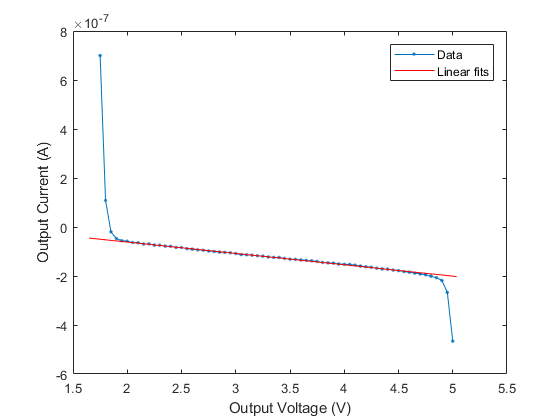 ×10⁻⁷
8
6
4
2
0
-2
-4
-6
1.5 2 2.5 3 3.5 4 4.5 5 5.5
Output Current (A)
Output Voltage (V)
Data
Linear fits